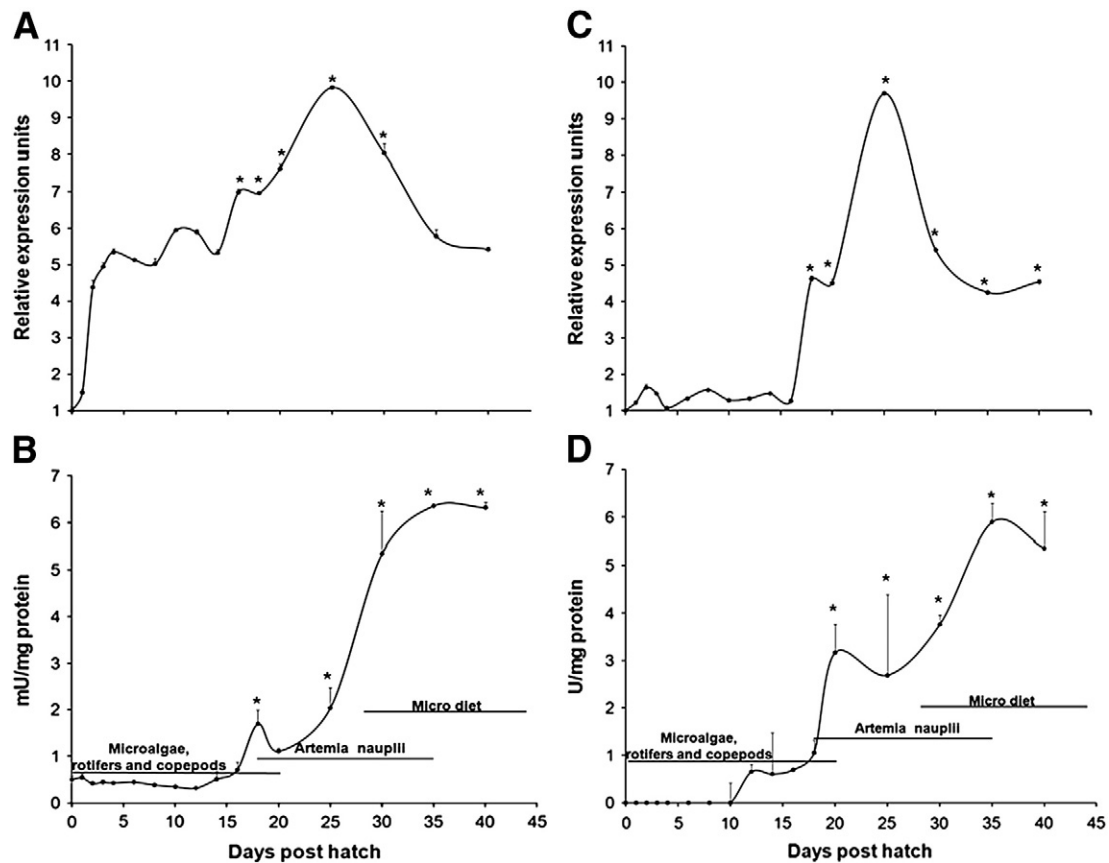 A
11
10
9
8
7
6
5
4
3
2
1
Relative expression units
* * * * *
C
11
10
9
8
7
6
5
4
3
2
1
Relative expression units
* * * * * *
B
7
6
5
4
3
2
1
0
mU/mg protein
* * * * *
Micro diet
Artemia nauplii
Microalgae,
rotifers and copepods
0 5 10 15 20 25 30 35 40 45
Days post hatch
D
7
6
5
4
3
2
1
0
U/mg protein
* * * * *
Micro diet
Artemia nauplii
Microalgae,
rotifers and copepods
0 5 10 15 20 25 30 35 40 45
Days post hatch